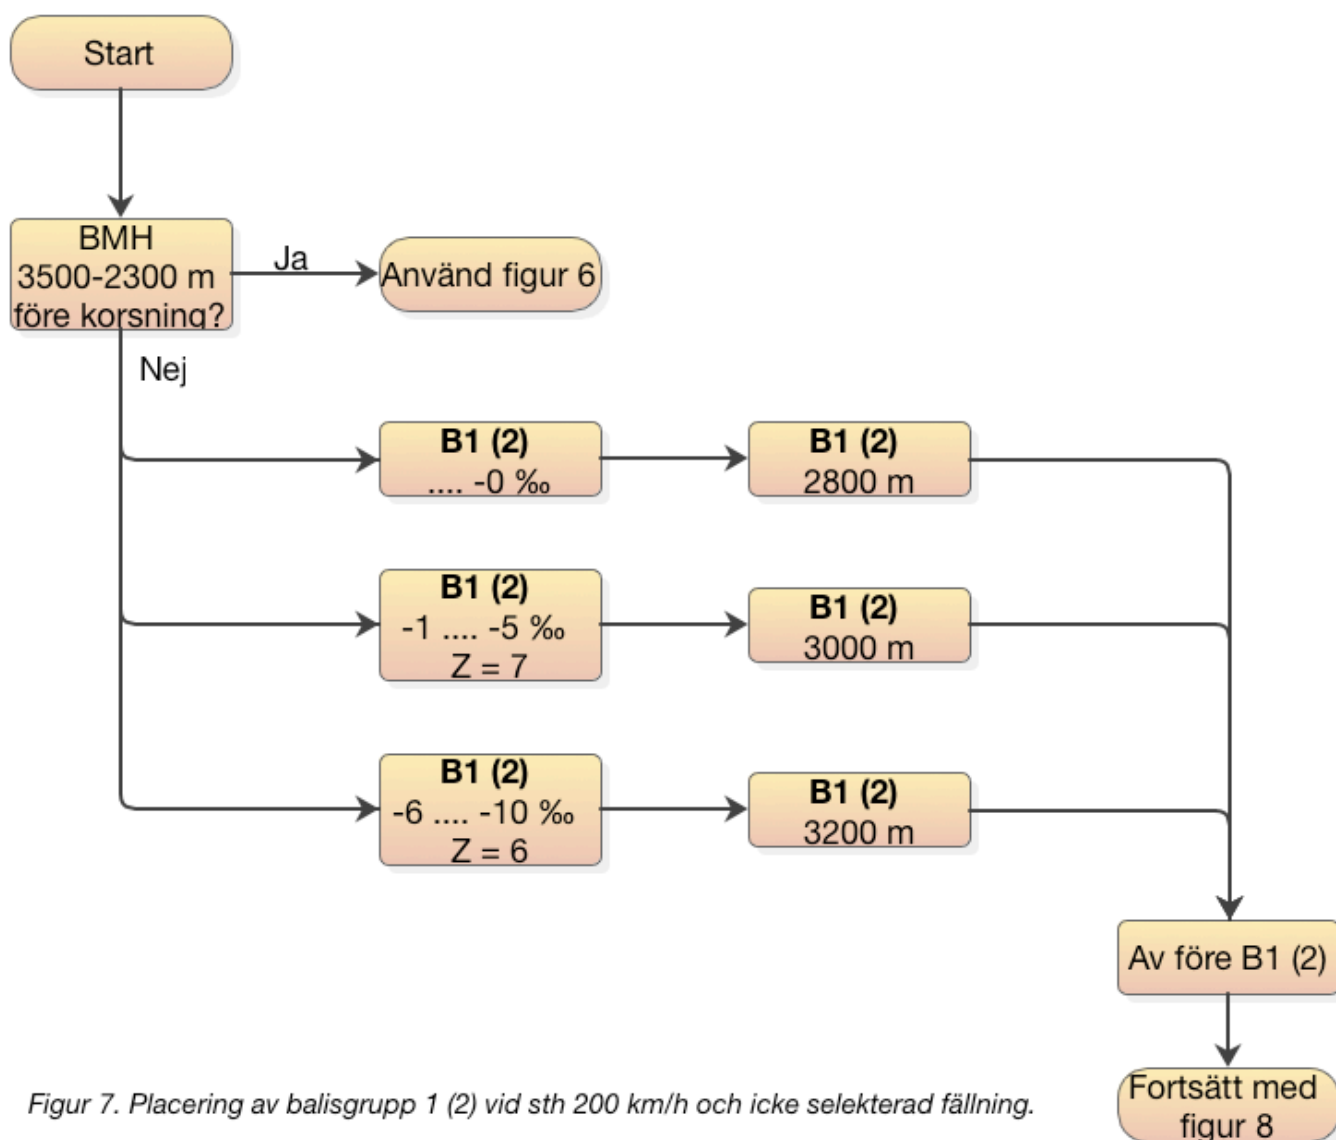 Start
BMH
3500-2300 m
före korsning?
Ja
Använd figur 6
Nej
B1 (2)
.... -0 ‰
B1 (2)
2800 m
B1 (2)
-1 .... -5 ‰
Z = 7
B1 (2)
3000 m
B1 (2)
-6 .... -10 ‰
Z = 6
B1 (2)
3200 m
Av före B1 (2)
Fortsätt med
figur 8
Figur 7. Placering av balisgrupp 1 (2) vid sth 200 km/h och icke selekterad fällning.